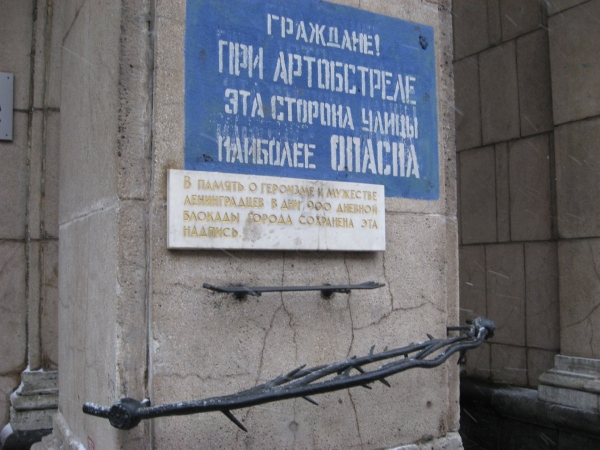 ГРАЖДАНЕ!
ПРИ АРТОБСТРЕЛЕ
ЭТА СТОРОНА УЛИЦЫ
НАИБОЛЕЕ ОПАСНА
В ПАМЯТЬ О ГЕРОИЗМЕ И МУЖЕСТВЕ
ЛЕНИНГРАДЦЕВ В ДНИ 900 ДНЕВНОЙ
БЛОКАДЫ ГОРОДА СОХРАНЕНА ЭТА
НАДПИСЬ.